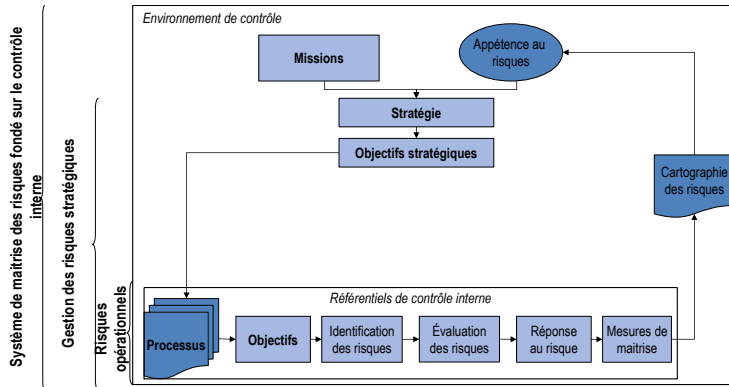 Système de maitrise des risques fondé sur le contrôle
interne
Gestion des risques stratégiques
Risques
opérationnels
Environnement de contrôle
Missions
Appétence au
risques
Stratégie
Objectifs stratégiques
Cartographie
des risques
Référentiels de contrôle interne
Processus
Objectifs
Identification
des risques
Évaluation
des risques
Réponse
au risque
Mesures de
maitrise